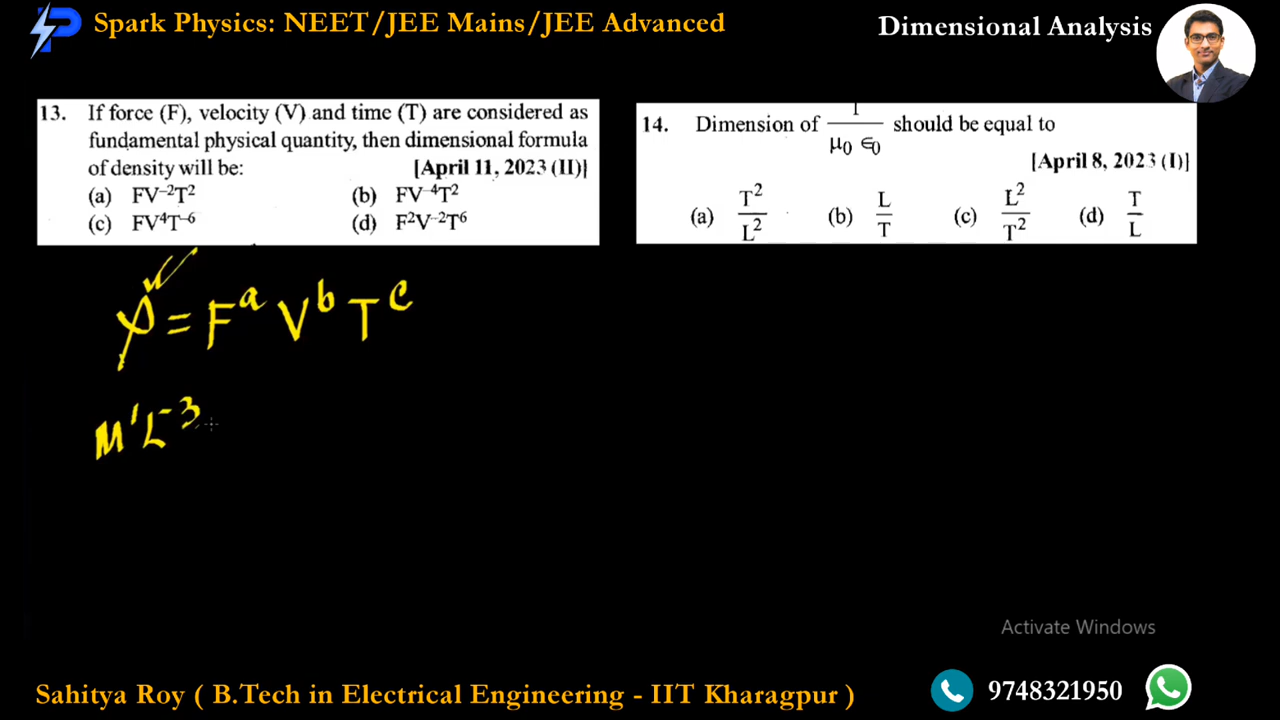 Spark Physics: NEET/JEE Mains/JEE Advanced
Dimensional Analysis
13. If force (F), velocity (V) and time (T) are considered as
fundamental physical quantity, then dimensional formula
of density will be: [April 11, 2023 (II)]
(a) FV⁻²T² (b) FV⁻⁴T²
(c) FV⁴T⁻⁶ (d) F²V⁻²T⁶
14. Dimension of 1/μ₀ ∈₀ should be equal to
[April 8, 2023 (I)]
(a) T²/L² (b) L/T (c) L²/T² (d) T/L
ρ = Fᵃ Vᵇ Tᶜ
M¹L⁻³
Activate Windows
Sahitya Roy ( B.Tech in Electrical Engineering - IIT Kharagpur )
9748321950